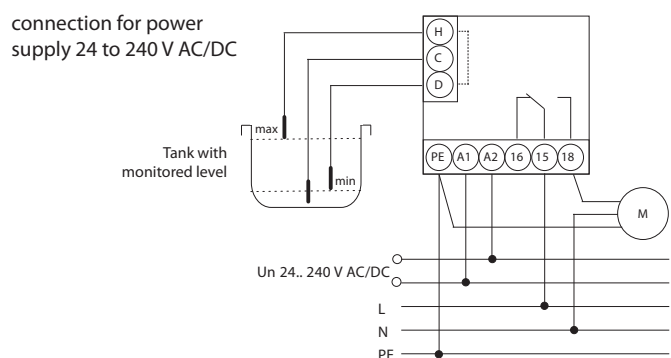 connection for power
supply 24 to 240 V AC/DC
H
C
D
max
Tank with
monitored level
min
PE A1 A2 16 15 18
M
Un 24.. 240 V AC/DC
L
N
PE